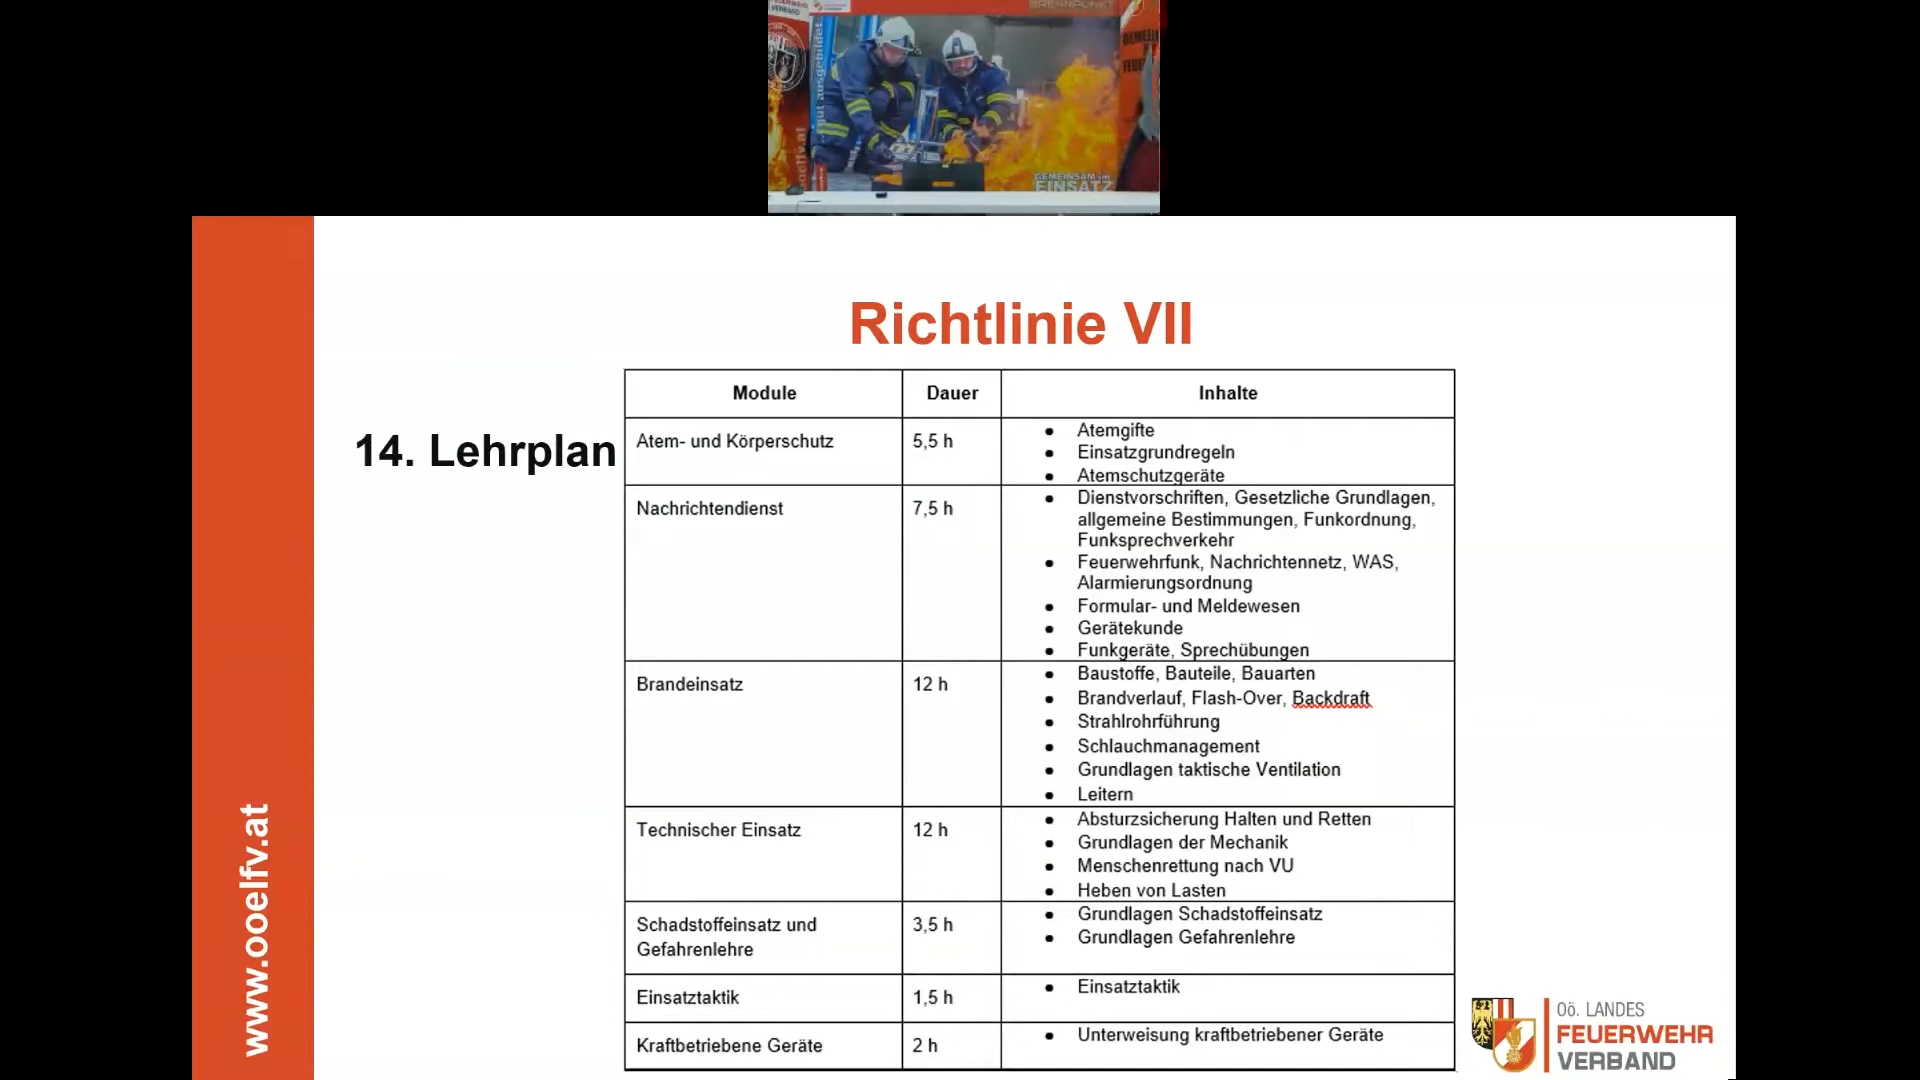 BRENNPUNKT
gut ausgebildet
ooelfv.at
GEMEINSAM im
EINSATZ
Richtlinie VII
14. Lehrplan
Module Dauer Inhalte
Atem- und Körperschutz 5,5 h
• Atemgifte
• Einsatzgrundregeln
• Atemschutzgeräte
Nachrichtendienst 7,5 h
• Dienstvorschriften, Gesetzliche Grundlagen,
allgemeine Bestimmungen, Funkordnung,
Funksprechverkehr
• Feuerwehrfunk, Nachrichtennetz, WAS,
Alarmierungsordnung
• Formular- und Meldewesen
• Gerätekunde
• Funkgeräte, Sprechübungen
Brandeinsatz 12 h
• Baustoffe, Bauteile, Bauarten
• Brandverlauf, Flash-Over, Backdraft
• Strahlrohrführung
• Schlauchmanagement
• Grundlagen taktische Ventilation
• Leitern
Technischer Einsatz 12 h
• Absturzsicherung Halten und Retten
• Grundlagen der Mechanik
• Menschenrettung nach VU
• Heben von Lasten
Schadstoffeinsatz und
Gefahrenlehre 3,5 h
• Grundlagen Schadstoffeinsatz
• Grundlagen Gefahrenlehre
Einsatztaktik 1,5 h
• Einsatztaktik
Kraftbetriebene Geräte 2 h
• Unterweisung kraftbetriebener Geräte
www.ooelfv.at
Oö. LANDES
FEUERWEHR
VERBAND